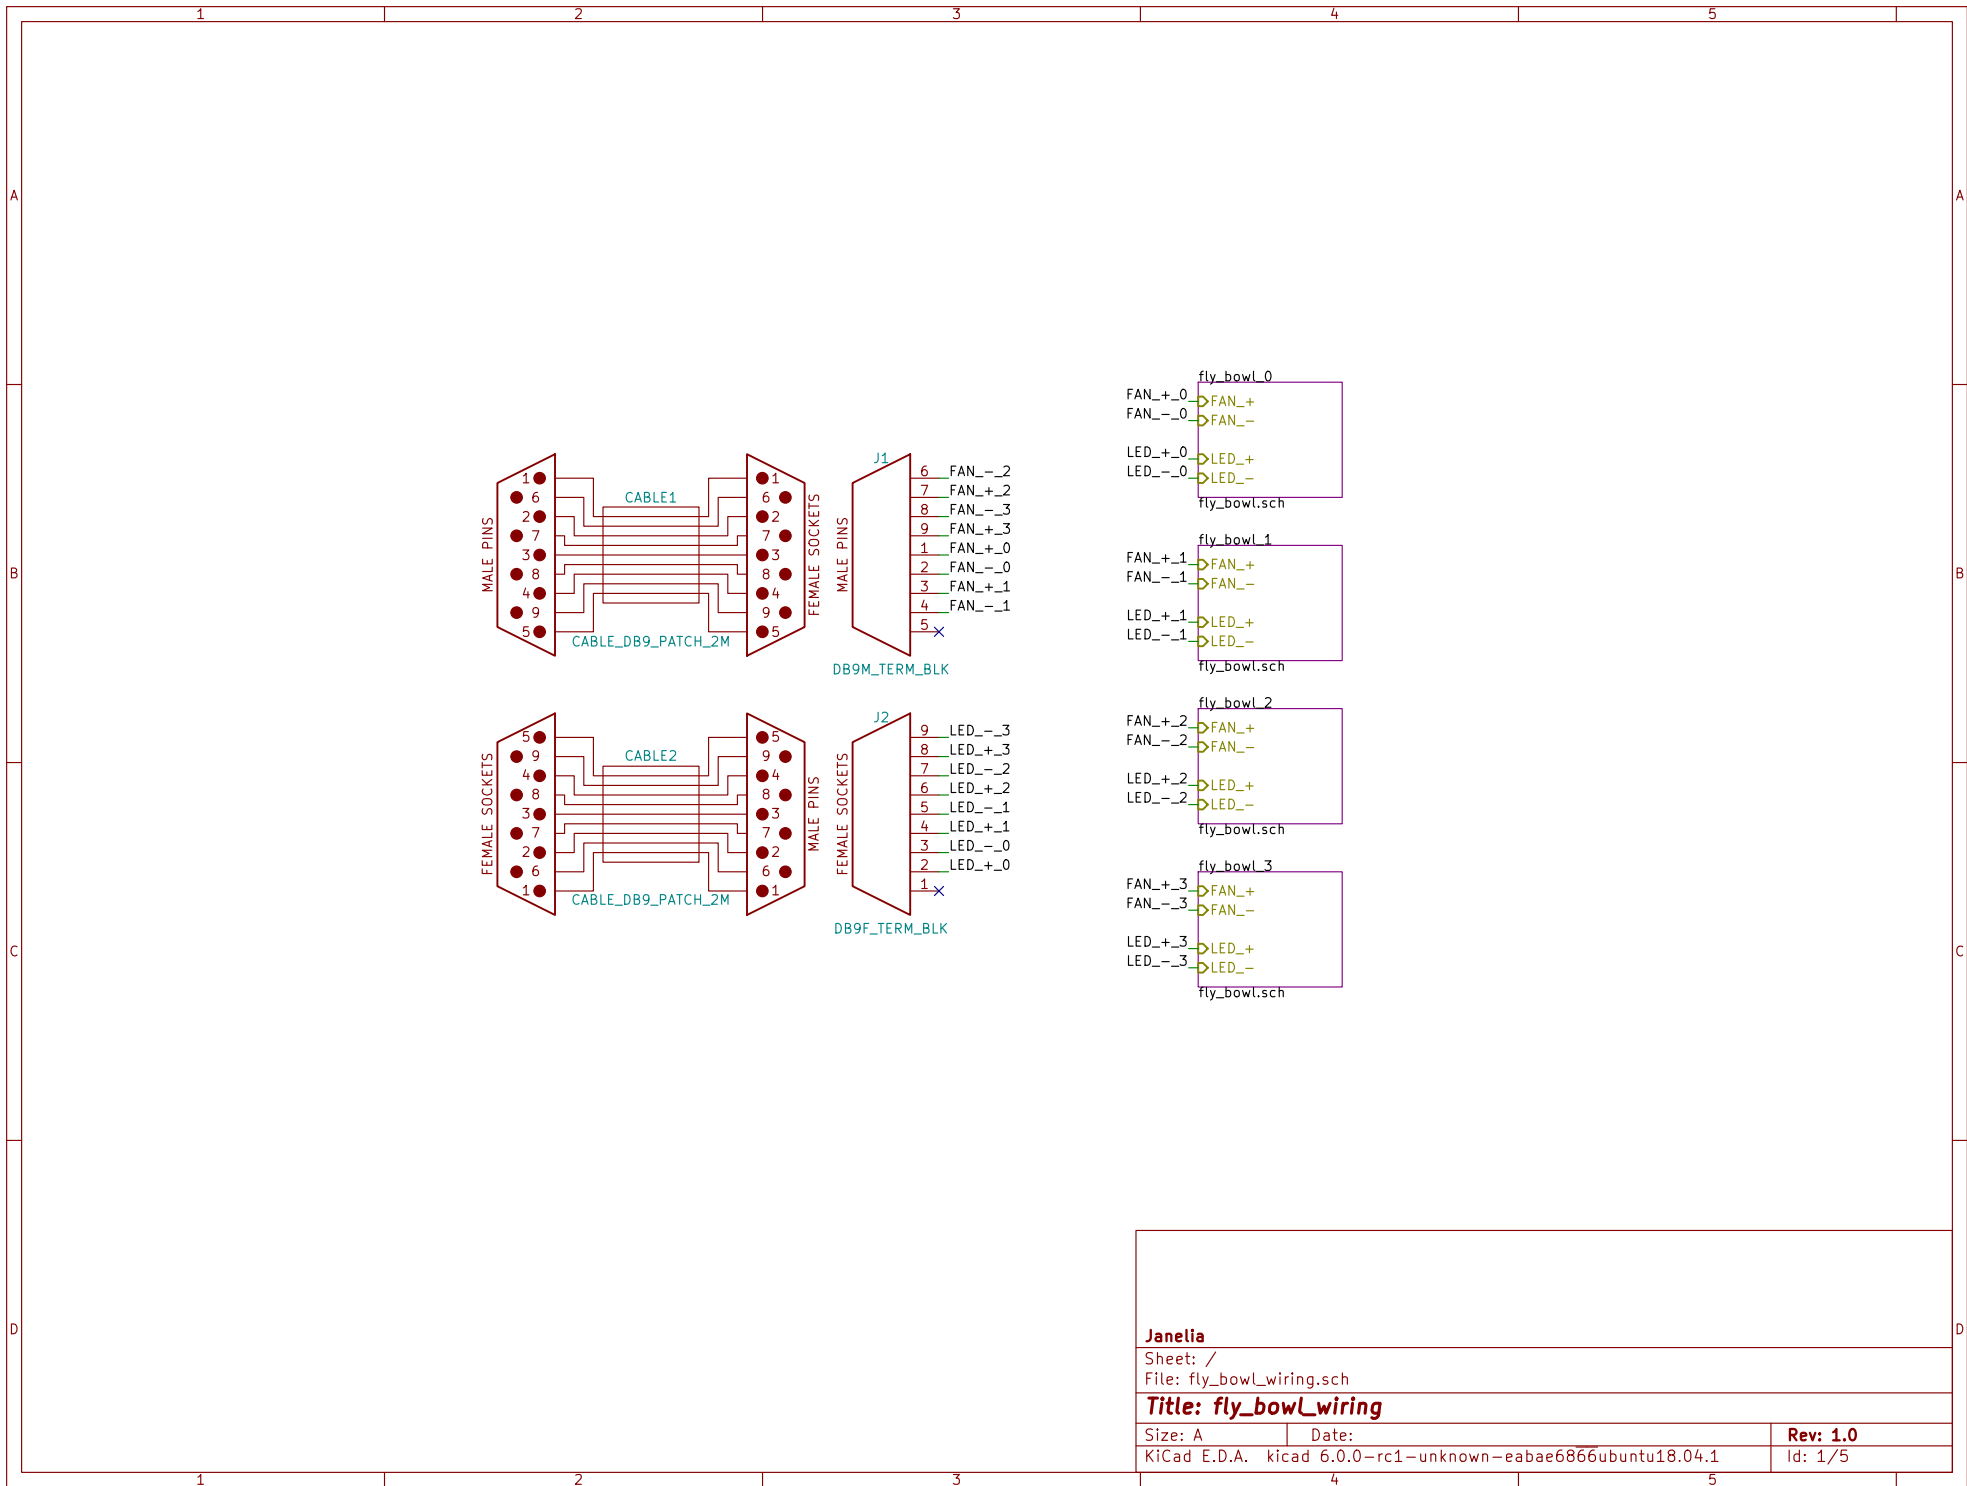 1 2 3 4 5
A A
B B
C C
D D
1 2 3 4 5
MALE PINS
1
6
2
7
3
8
4
9
5
CABLE1
CABLE_DB9_PATCH_2M
1
6
2
7
3
8
4
9
5
FEMALE SOCKETS
J1
MALE PINS
6 FAN_-_2
7 FAN_+_2
8 FAN_-_3
9 FAN_+_3
1 FAN_+_0
2 FAN_-_0
3 FAN_+_1
4 FAN_-_1
5
DB9M_TERM_BLK
FEMALE SOCKETS
5
9
4
8
3
7
2
6
1
CABLE2
CABLE_DB9_PATCH_2M
5
9
4
8
3
7
2
6
1
MALE PINS
J2
FEMALE SOCKETS
9 LED_-_3
8 LED_+_3
7 LED_-_2
6 LED_+_2
5 LED_-_1
4 LED_+_1
3 LED_-_0
2 LED_+_0
1
DB9F_TERM_BLK
fly_bowl_0
FAN_+_0 FAN_+
FAN_-_0 FAN_-
LED_+_0 LED_+
LED_-_0 LED_-
fly_bowl.sch
fly_bowl_1
FAN_+_1 FAN_+
FAN_-_1 FAN_-
LED_+_1 LED_+
LED_-_1 LED_-
fly_bowl.sch
fly_bowl_2
FAN_+_2 FAN_+
FAN_-_2 FAN_-
LED_+_2 LED_+
LED_-_2 LED_-
fly_bowl.sch
fly_bowl_3
FAN_+_3 FAN_+
FAN_-_3 FAN_-
LED_+_3 LED_+
LED_-_3 LED_-
fly_bowl.sch
Janelia
Sheet: /
File: fly_bowl_wiring.sch
Title: fly_bowl_wiring
Size: A Date: Rev: 1.0
KiCad E.D.A. kicad 6.0.0-rc1-unknown-eabae6866ubuntu18.04.1 Id: 1/5